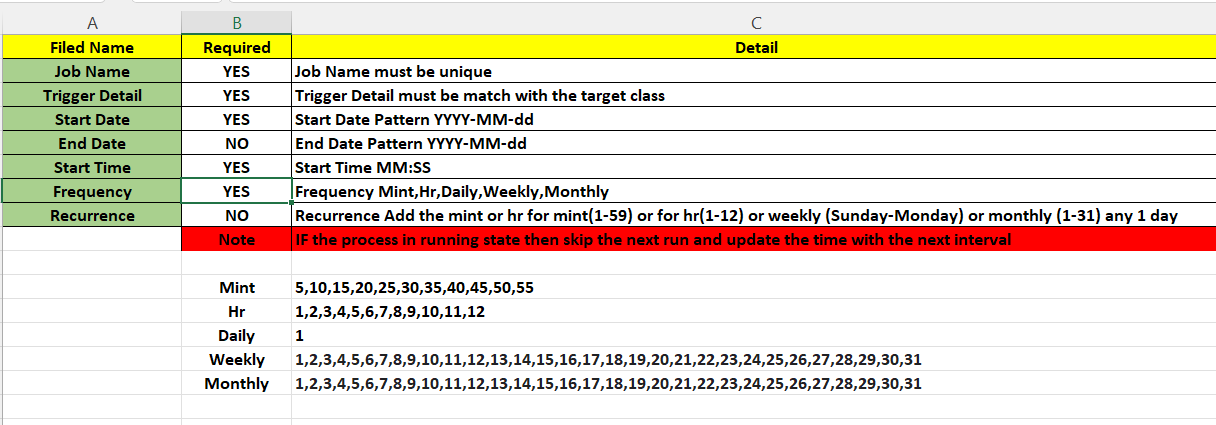 A B C
Filed Name Required Detail
Job Name YES Job Name must be unique
Trigger Detail YES Trigger Detail must be match with the target class
Start Date YES Start Date Pattern YYYY-MM-dd
End Date NO End Date Pattern YYYY-MM-dd
Start Time YES Start Time MM:SS
Frequency YES Frequency Mint,Hr,Daily,Weekly,Monthly
Recurrence NO Recurrence Add the mint or hr for mint(1-59) or for hr(1-12) or weekly (Sunday-Monday) or monthly (1-31) any 1 day
Note IF the process in running state then skip the next run and update the time with the next interval
Mint 5,10,15,20,25,30,35,40,45,50,55
Hr 1,2,3,4,5,6,7,8,9,10,11,12
Daily 1
Weekly 1,2,3,4,5,6,7,8,9,10,11,12,13,14,15,16,17,18,19,20,21,22,23,24,25,26,27,28,29,30,31
Monthly 1,2,3,4,5,6,7,8,9,10,11,12,13,14,15,16,17,18,19,20,21,22,23,24,25,26,27,28,29,30,31